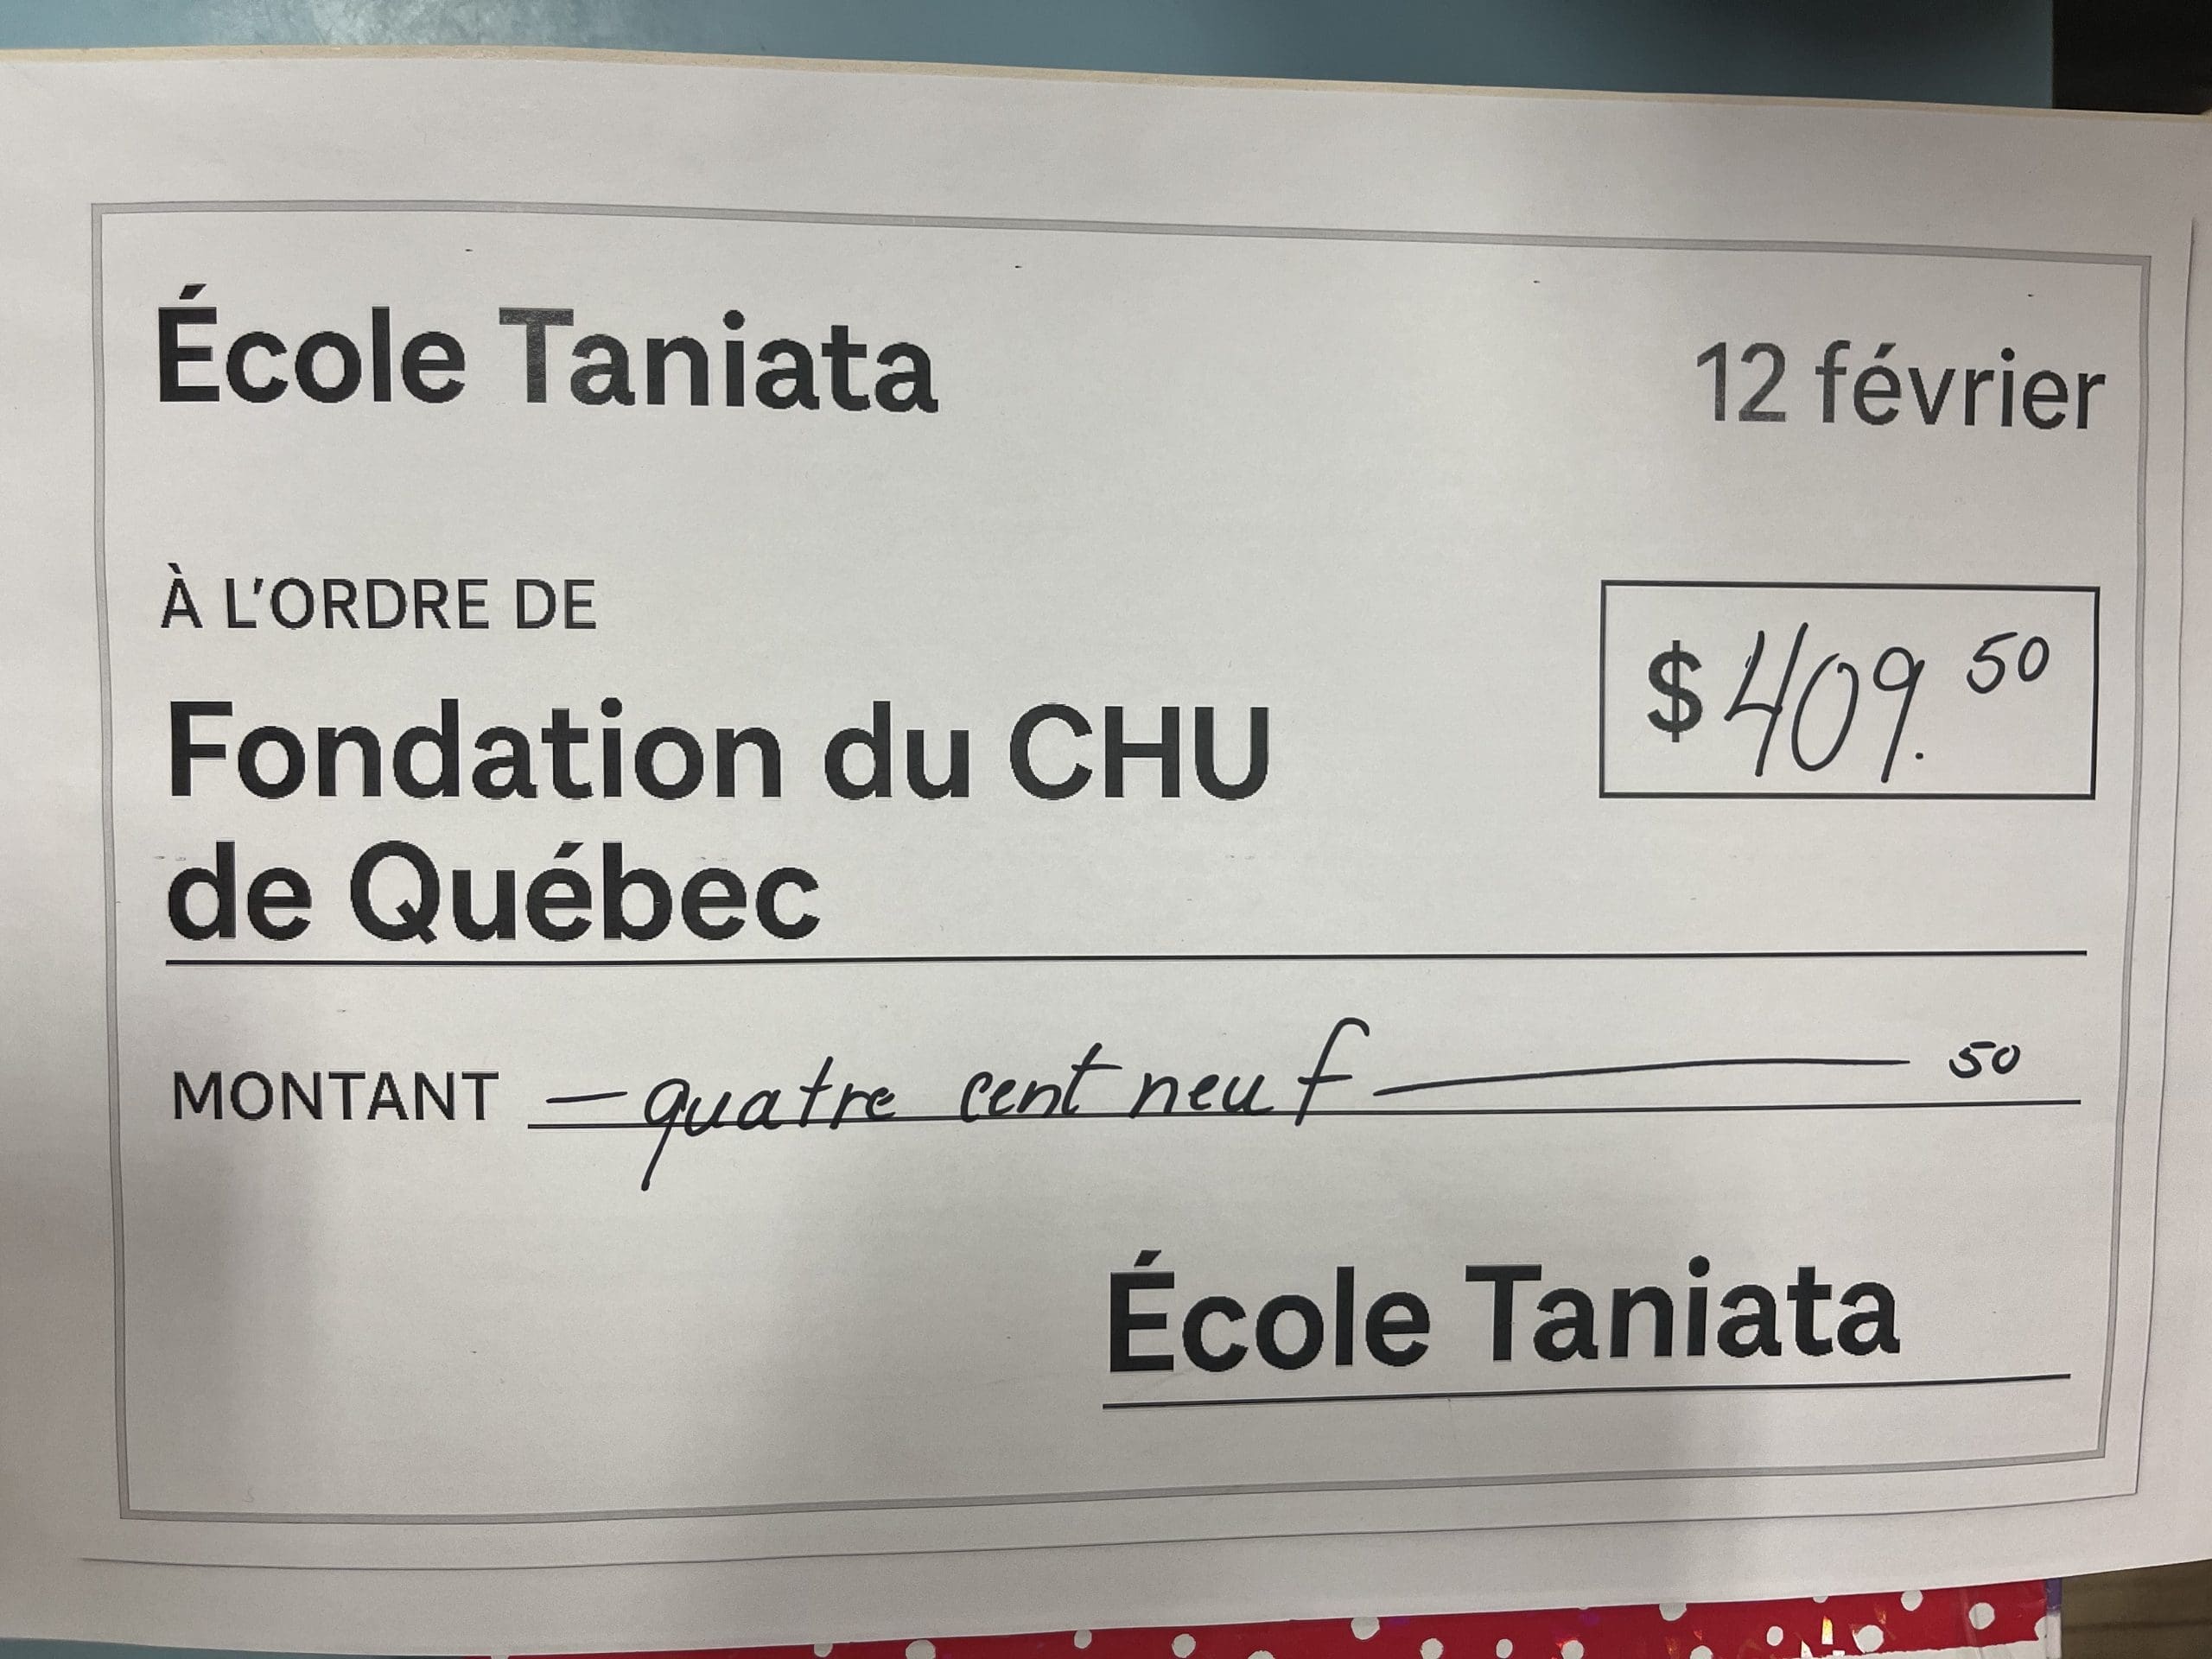 École Taniata
12 février
À L'ORDRE DE
Fondation du CHU
de Québec
$ 409. 50
MONTANT — quatre cent neuf — 50
École Taniata